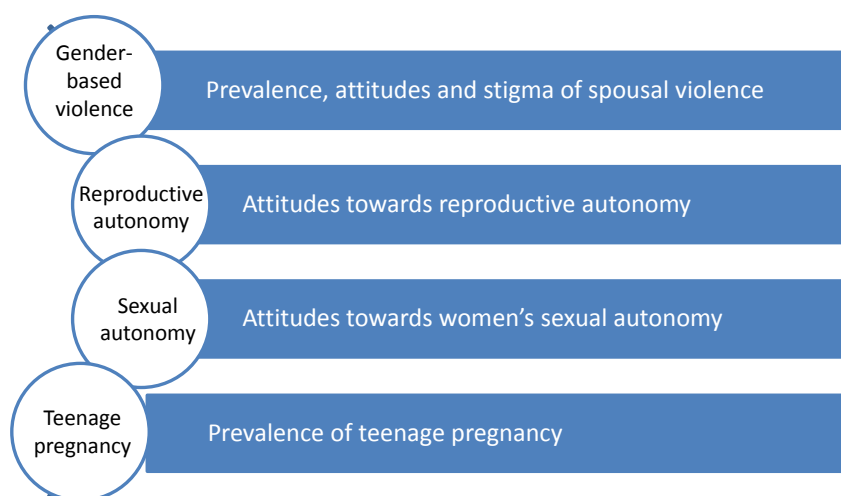 Gender-
based
violence
Prevalence, attitudes and stigma of spousal violence
Reproductive
autonomy
Attitudes towards reproductive autonomy
Sexual
autonomy
Attitudes towards women’s sexual autonomy
Teenage
pregnancy
Prevalence of teenage pregnancy